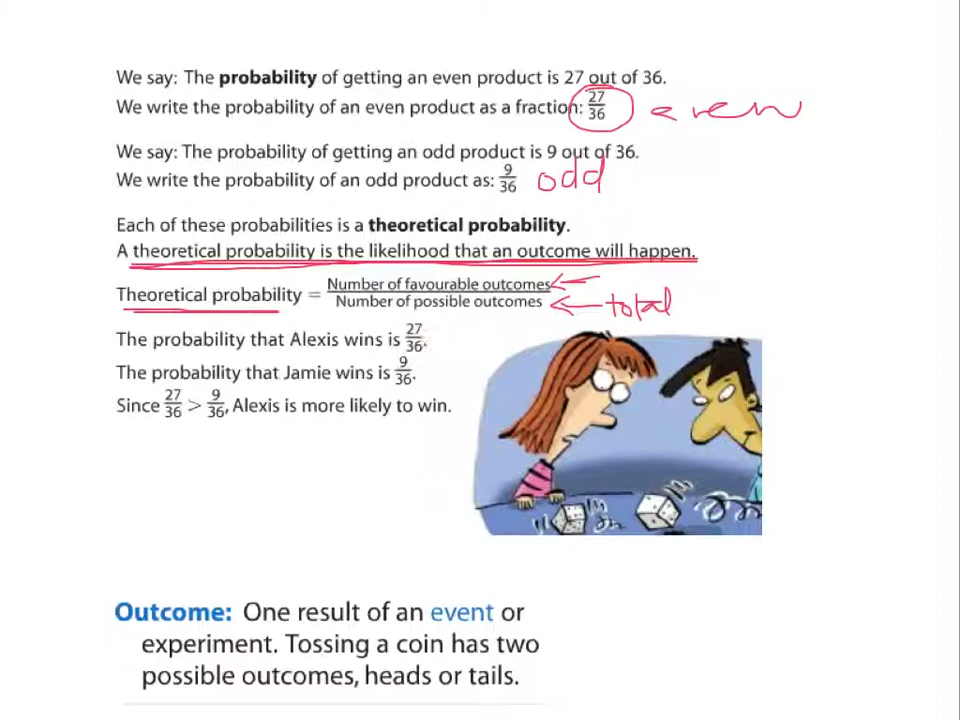 We say: The probability of getting an even product is 27 out of 36.
We write the probability of an even product as a fraction: 27/36 even
We say: The probability of getting an odd product is 9 out of 36.
We write the probability of an odd product as: 9/36 odd
Each of these probabilities is a theoretical probability.
A theoretical probability is the likelihood that an outcome will happen.
Theoretical probability = Number of favourable outcomes
Number of possible outcomes total
The probability that Alexis wins is 27/36.
The probability that Jamie wins is 9/36.
Since 27/36 > 9/36, Alexis is more likely to win.
Outcome: One result of an event or
experiment. Tossing a coin has two
possible outcomes, heads or tails.